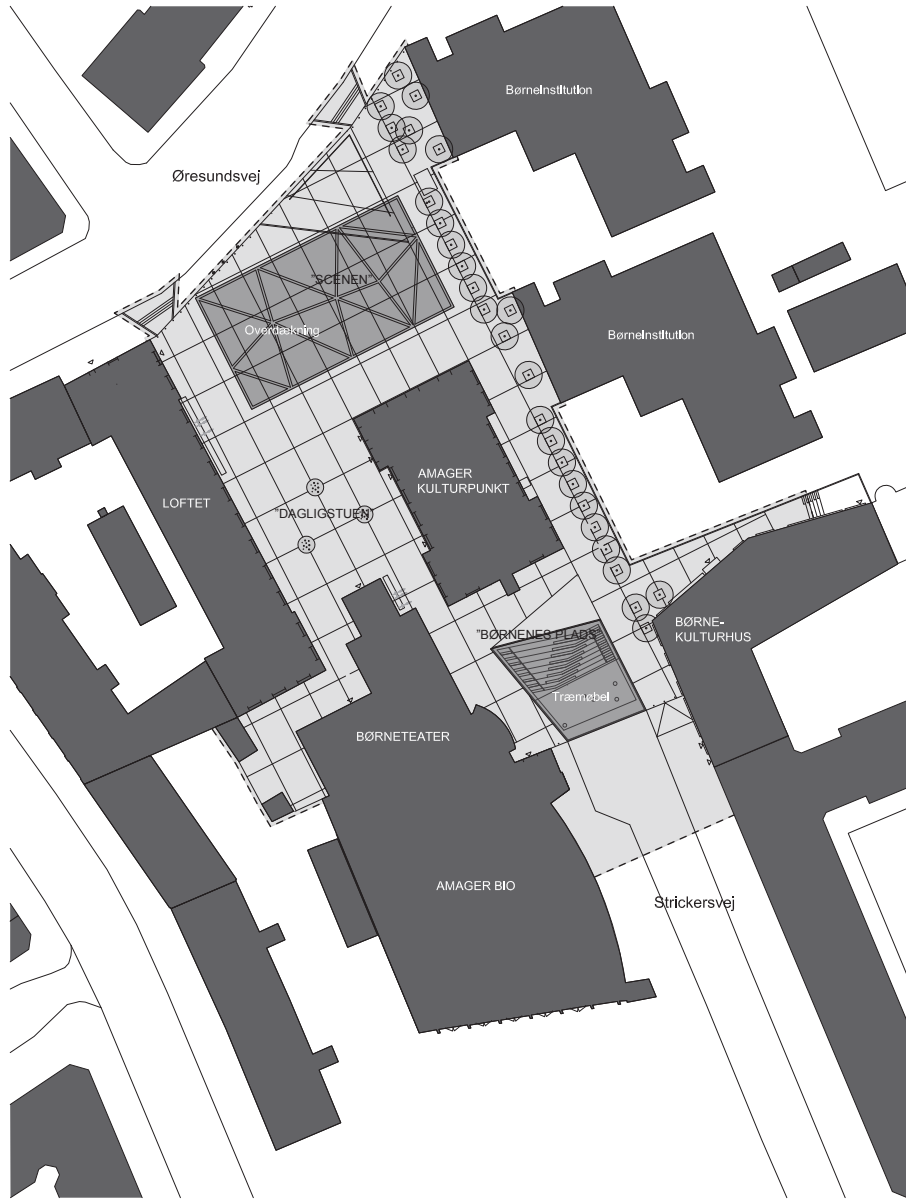 Børneinstitution
Øresundsvej
"SCENEN"
Overdækning
Børneinstitution
AMAGER
KULTURPUNKT
LOFTET
"DAGLIGSTUEN"
"BØRNENES PLADS"
BØRNE-
KULTURHUS
Træmøbel
BØRNETEATER
AMAGER BIO
Strickersvej